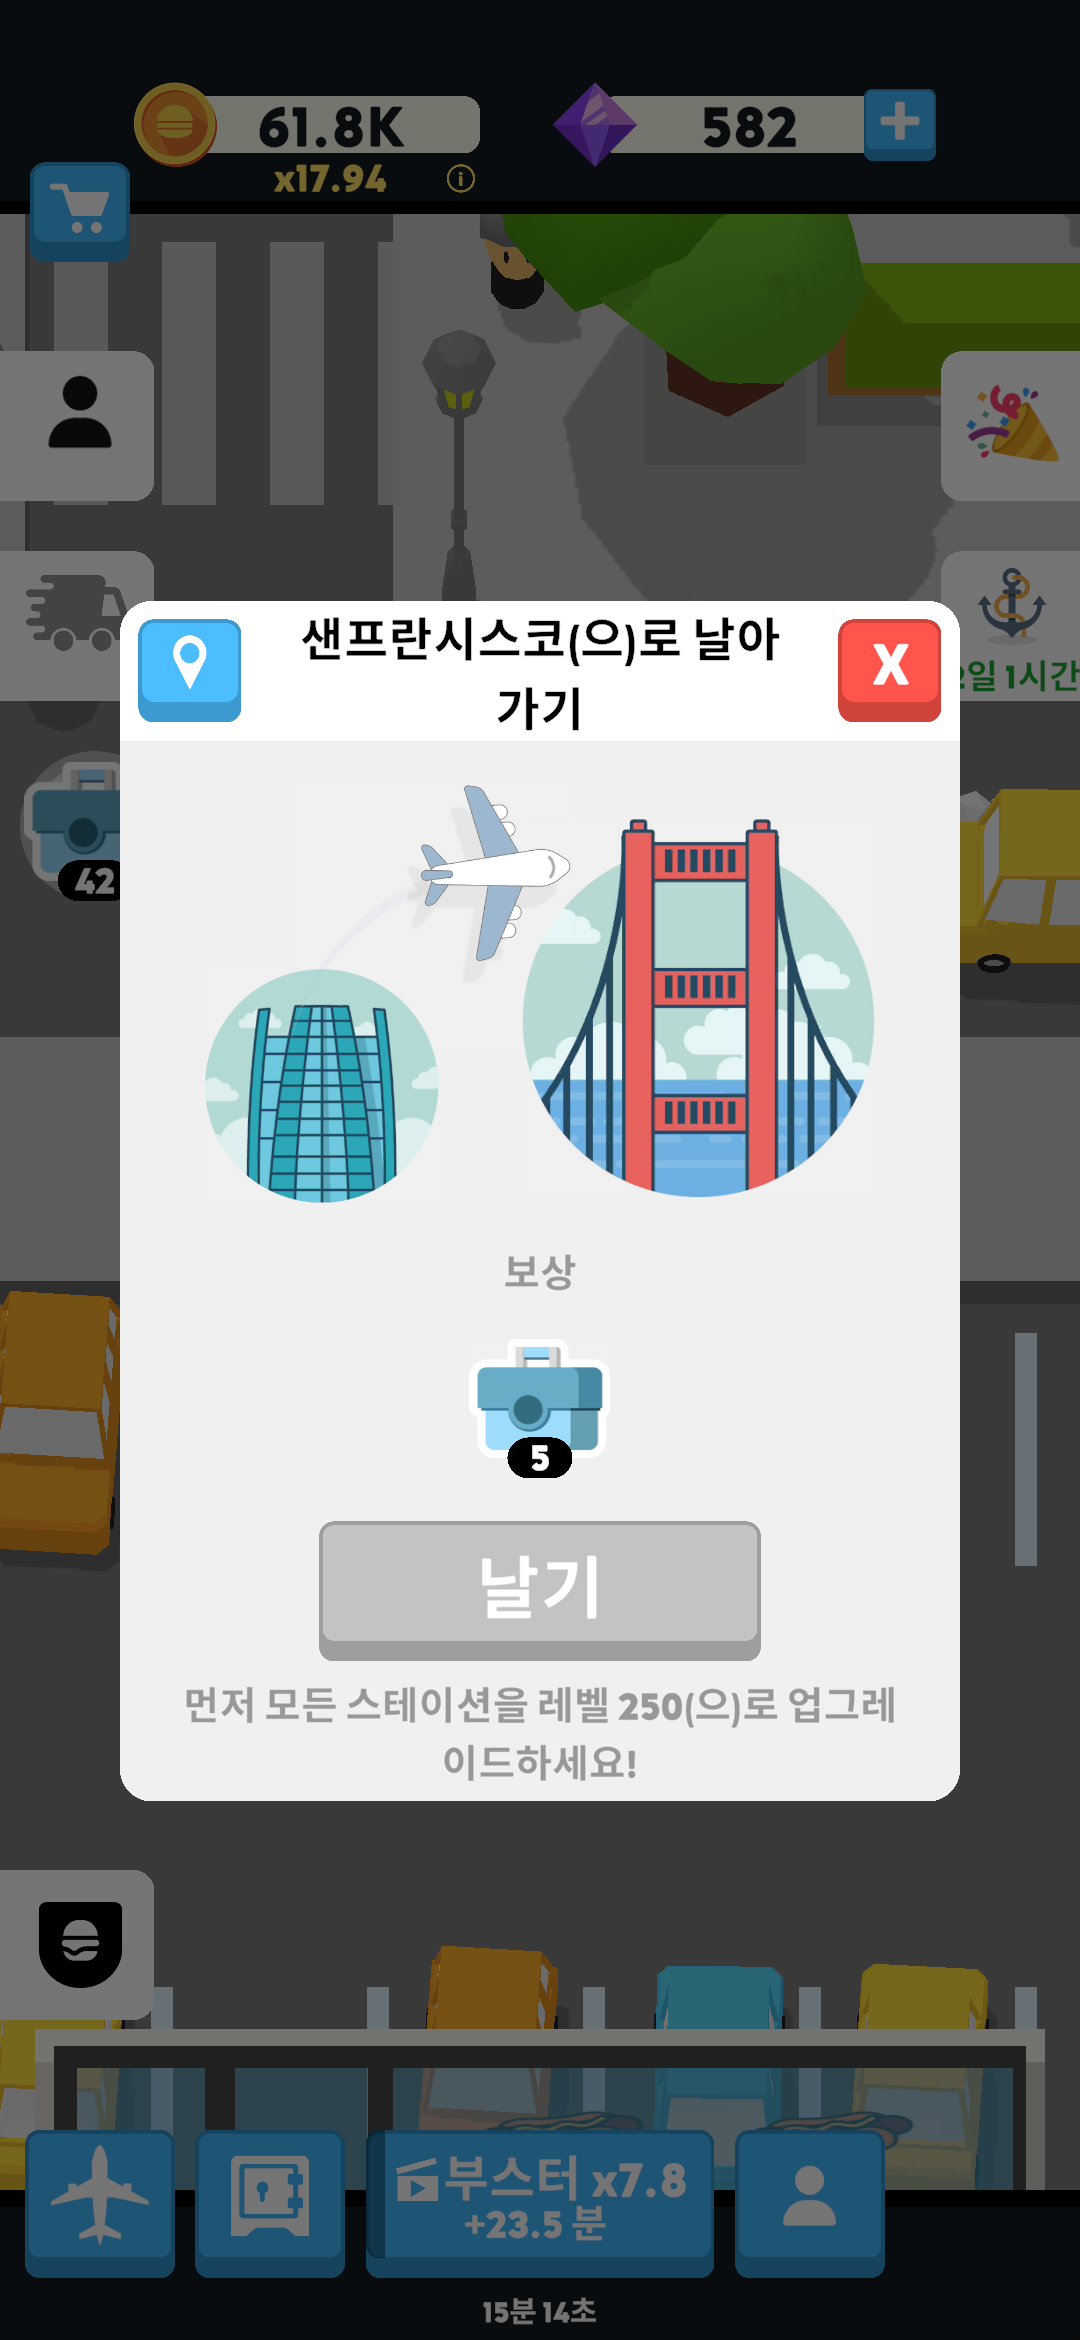 61.8K
582
x17.94
샌프란시스코(으)로 날아
가기
X
2일 1시간
42
보상
5
날기
먼저 모든 스테이션을 레벨 250(으)로 업그레
이드하세요!
부스터 x7.8
+23.5 분
15분 14초